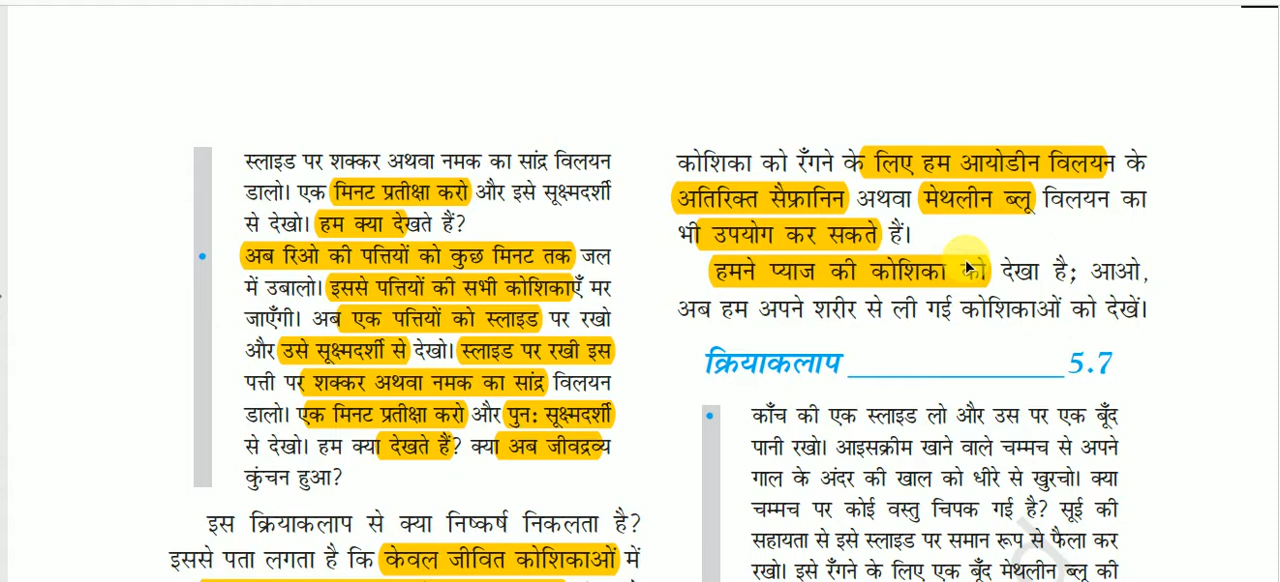 स्लाइड पर शक्कर अथवा नमक का सांद्र विलयन
डालो। एक मिनट प्रतीक्षा करो और इसे सूक्ष्मदर्शी
से देखो। हम क्या देखते हैं?
• अब रिओ की पत्तियों को कुछ मिनट तक जल
में उबालो। इससे पत्तियों की सभी कोशिकाएँ मर
जाएँगी। अब एक पत्तियों को स्लाइड पर रखो
और उसे सूक्ष्मदर्शी से देखो। स्लाइड पर रखी इस
पत्ती पर शक्कर अथवा नमक का सांद्र विलयन
डालो। एक मिनट प्रतीक्षा करो और पुनः सूक्ष्मदर्शी
से देखो। हम क्या देखते हैं? क्या अब जीवद्रव्य
कुंचन हुआ?
इस क्रियाकलाप से क्या निष्कर्ष निकलता है?
इससे पता लगता है कि केवल जीवित कोशिकाओं में
कोशिका को रँगने के लिए हम आयोडीन विलयन के
अतिरिक्त सैफ्रानिन अथवा मेथलीन ब्लू विलयन का
भी उपयोग कर सकते हैं।
हमने प्याज की कोशिका को देखा है; आओ,
अब हम अपने शरीर से ली गई कोशिकाओं को देखें।
क्रियाकलाप ____________________5.7
• काँच की एक स्लाइड लो और उस पर एक बूँद
पानी रखो। आइसक्रीम खाने वाले चम्मच से अपने
गाल के अंदर की खाल को धीरे से खुरचो। क्या
चम्मच पर कोई वस्तु चिपक गई है? सूई की
सहायता से इसे स्लाइड पर समान रूप से फैला कर
रखो। इसे रँगने के लिए एक बूँद मेथलीन ब्लू की